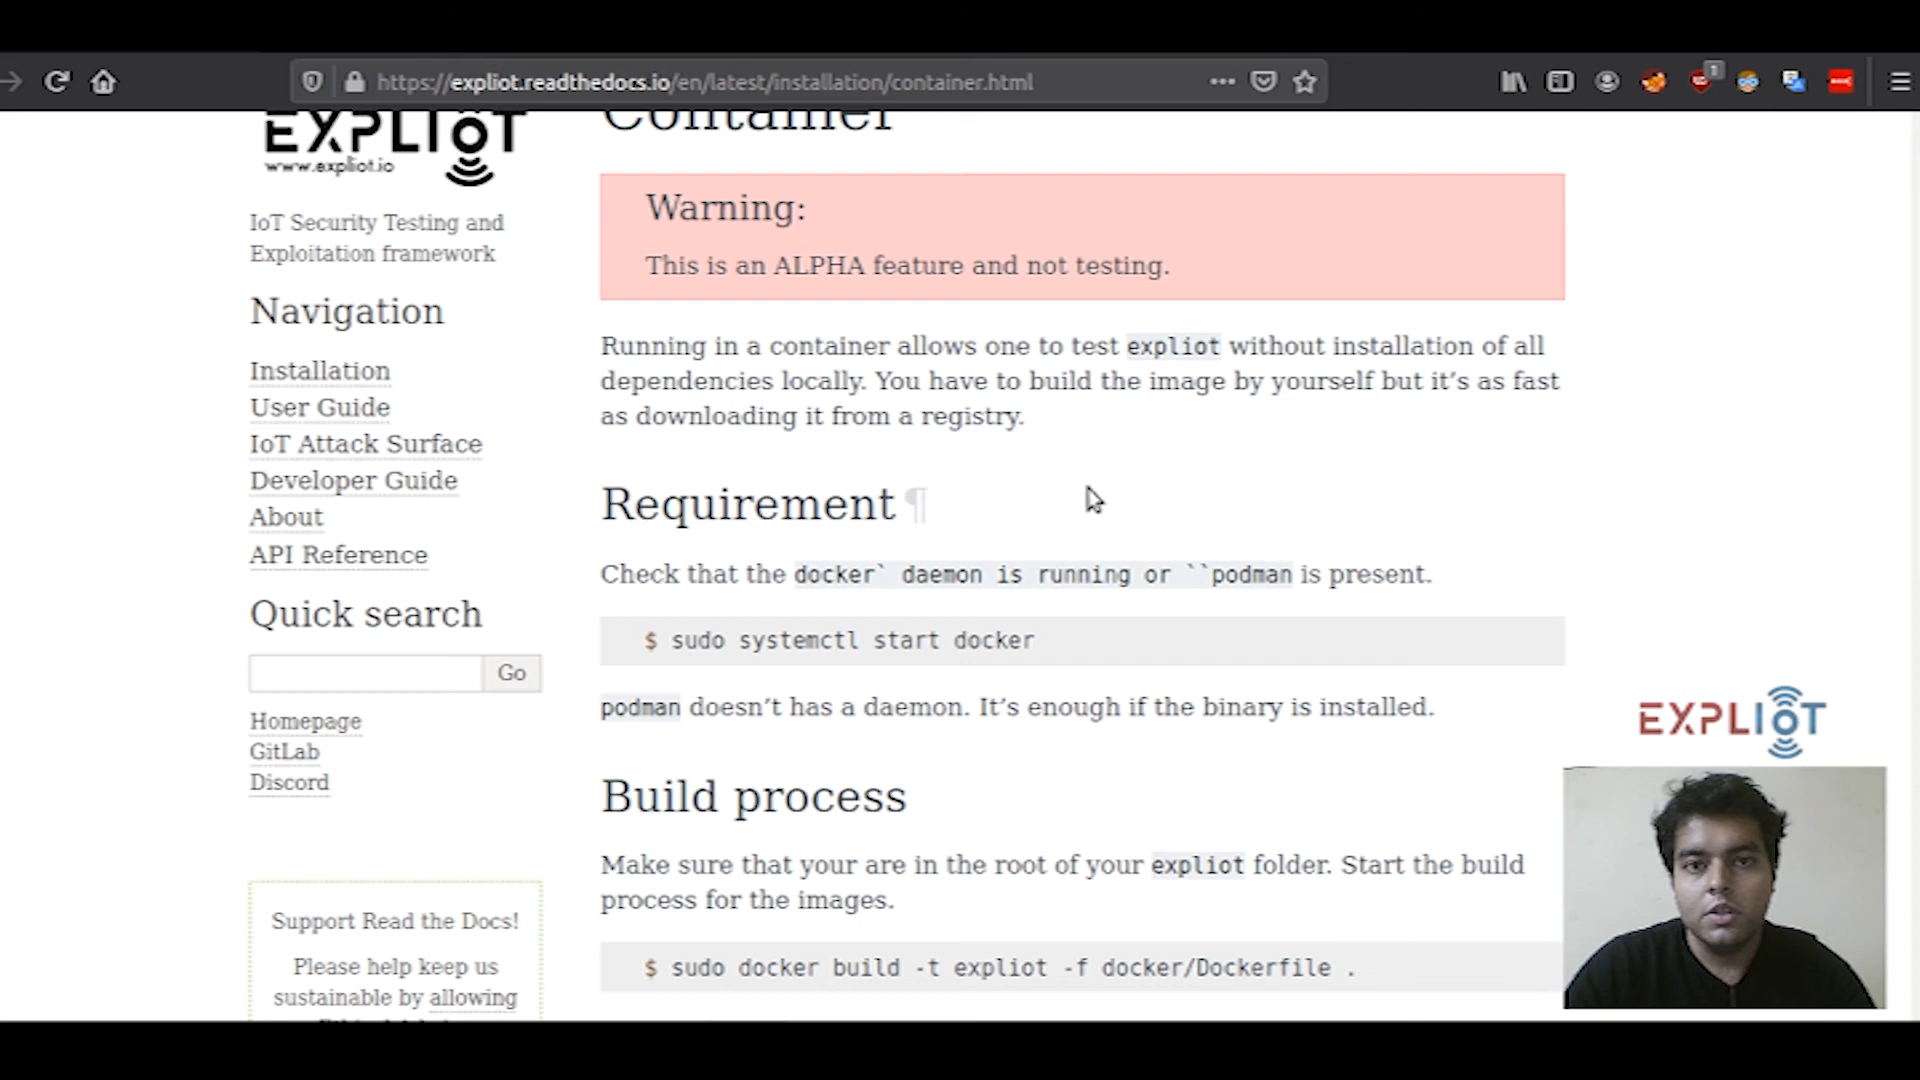 https://expliot.readthedocs.io/en/latest/installation/container.html
1
EXPLIOT
www.expliot.io
IoT Security Testing and
Exploitation framework
Navigation
Installation
User Guide
IoT Attack Surface
Developer Guide
About
API Reference
Quick search
Go
Homepage
GitLab
Discord
Support Read the Docs!
Please help keep us
sustainable by allowing
Container
Warning:
This is an ALPHA feature and not testing.
Running in a container allows one to test expliot without installation of all
dependencies locally. You have to build the image by yourself but it’s as fast
as downloading it from a registry.
Requirement ¶
Check that the docker` daemon is running or ``podman is present.
$ sudo systemctl start docker
podman doesn’t has a daemon. It’s enough if the binary is installed.
Build process
Make sure that your are in the root of your expliot folder. Start the build
process for the images.
$ sudo docker build -t expliot -f docker/Dockerfile .
EXPLIOT